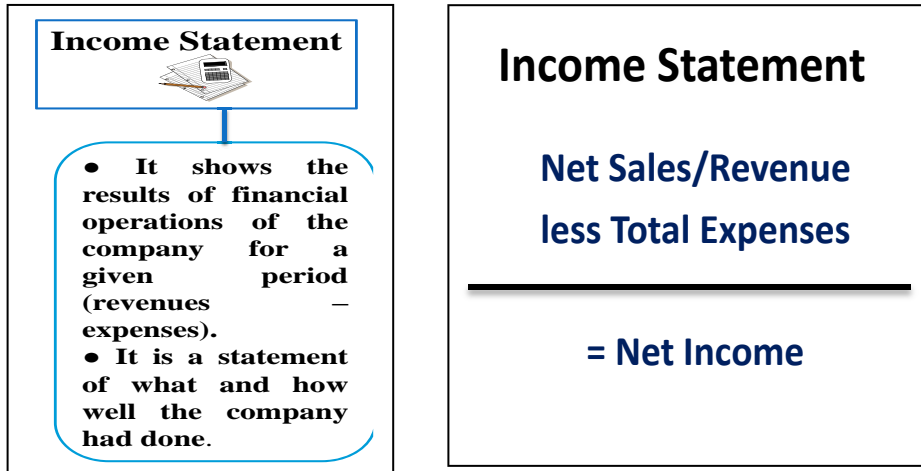 Income Statement
● It shows the
results of financial
operations of the
company for a
given period
(revenues –
expenses).
● It is a statement
of what and how
well the company
had done.
Income Statement
Net Sales/Revenue
less Total Expenses
= Net Income